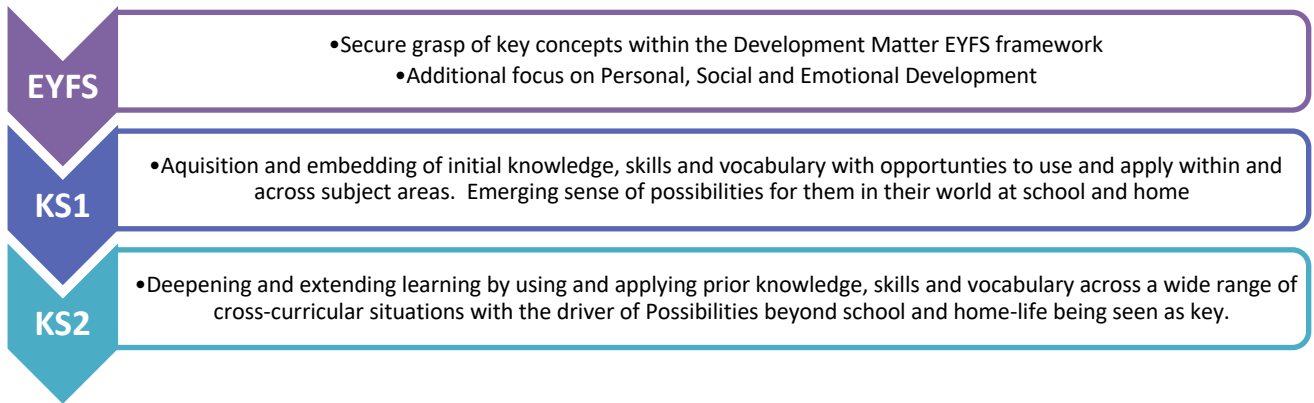 EYFS
•Secure grasp of key concepts within the Development Matter EYFS framework
•Additional focus on Personal, Social and Emotional Development
KS1
•Aquisition and embedding of initial knowledge, skills and vocabulary with opportunties to use and apply within and
across subject areas.  Emerging sense of possibilities for them in their world at school and home
KS2
•Deepening and extending learning by using and applying prior knowledge, skills and vocabulary across a wide range of
cross-curricular situations with the driver of Possibilities beyond school and home-life being seen as key.